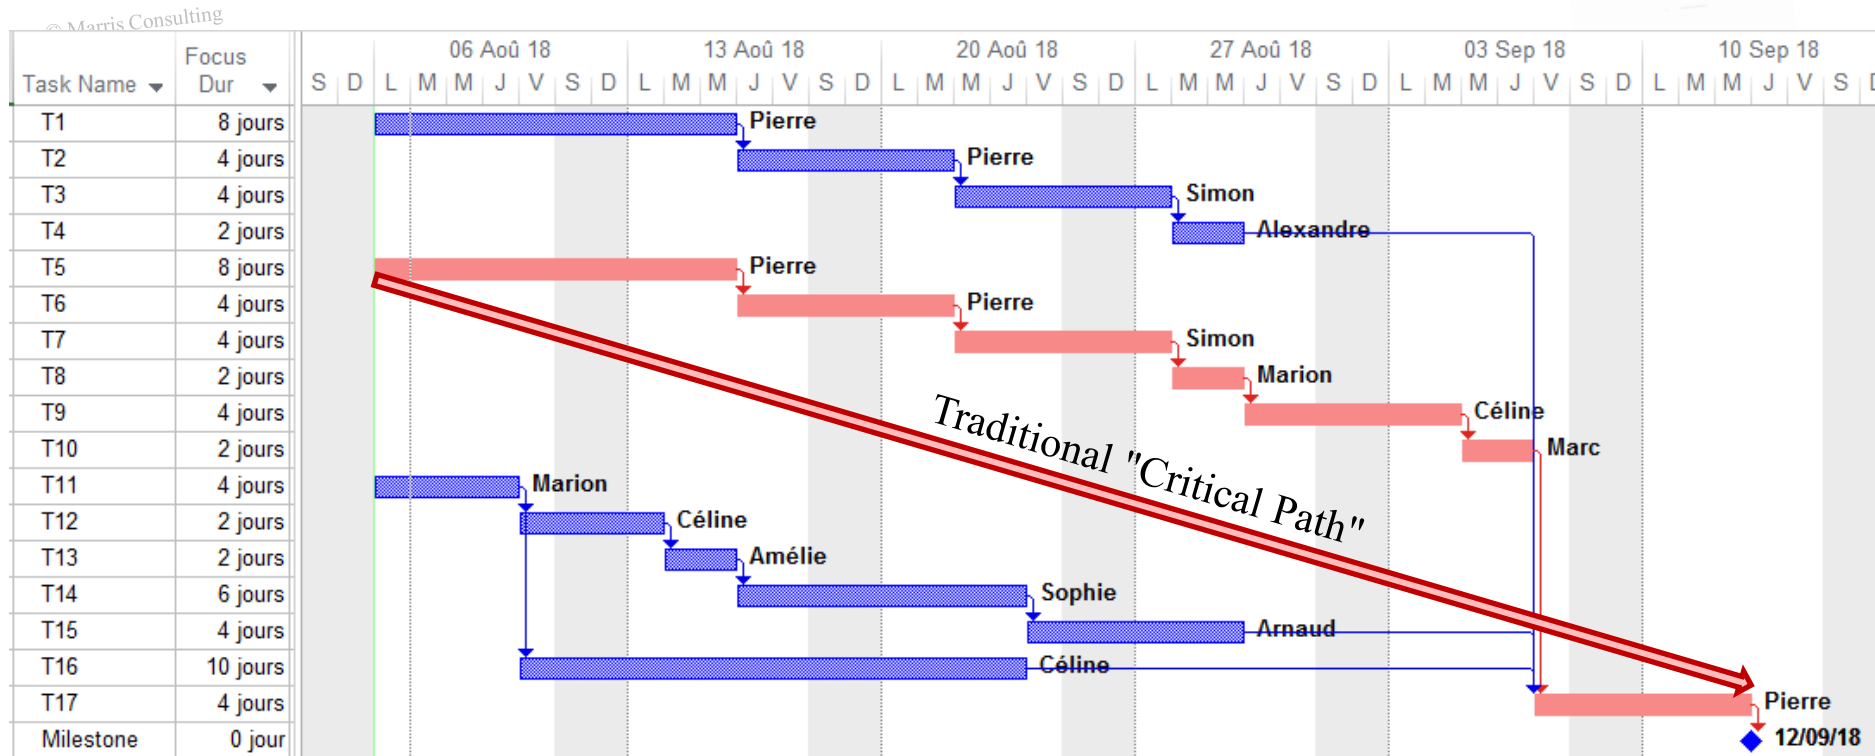 © Marris Consulting
Task Name Focus Dur
06 Aoû 18 13 Aoû 18 20 Aoû 18 27 Aoû 18 03 Sep 18 10 Sep 18
S D L M M J V S D L M M J V S D L M M J V S D L M M J V S D L M M J V S D L M M J V S D
T1 8 jours Pierre
T2 4 jours Pierre
T3 4 jours Simon
T4 2 jours Alexandre
T5 8 jours Pierre
T6 4 jours Pierre
T7 4 jours Simon
T8 2 jours Marion
T9 4 jours Céline
T10 2 jours Marc
T11 4 jours Marion
T12 2 jours Céline
T13 2 jours Amélie
T14 6 jours Sophie
T15 4 jours Arnaud
T16 10 jours Céline
T17 4 jours Pierre
Milestone 0 jour 12/09/18
Traditional "Critical Path"